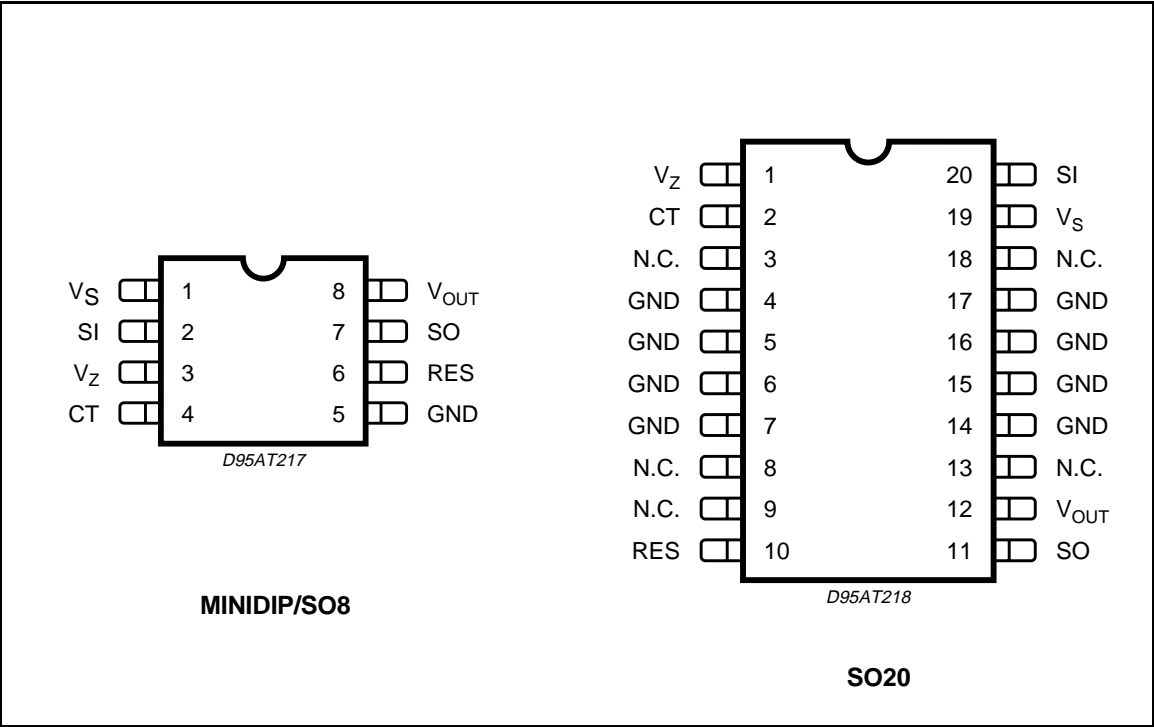 VS 1 8 VOUT
SI 2 7 SO
VZ 3 6 RES
CT 4 5 GND
D95AT217
MINIDIP/SO8
VZ 1 20 SI
CT 2 19 VS
N.C. 3 18 N.C.
GND 4 17 GND
GND 5 16 GND
GND 6 15 GND
GND 7 14 GND
N.C. 8 13 N.C.
N.C. 9 12 VOUT
RES 10 11 SO
D95AT218
SO20